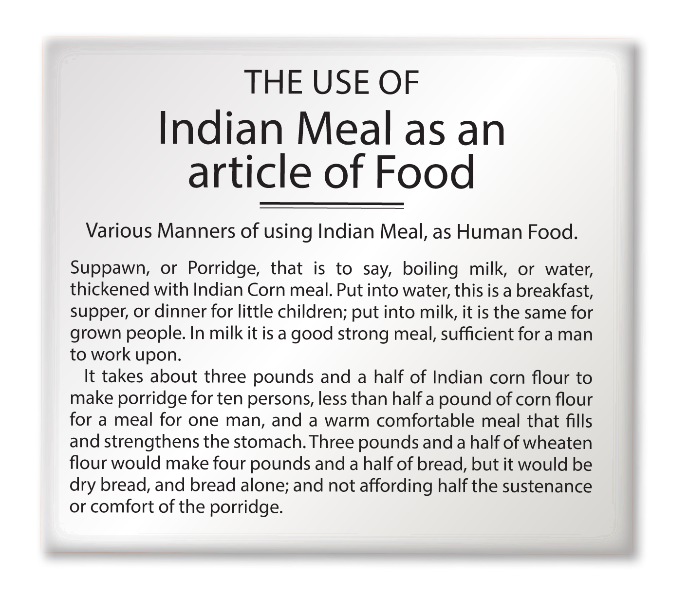 THE USE OF
Indian Meal as an
article of Food
Various Manners of using Indian Meal, as Human Food.
Suppawn, or Porridge, that is to say, boiling milk, or water,
thickened with Indian Corn meal. Put into water, this is a breakfast,
supper, or dinner for little children; put into milk, it is the same for
grown people. In milk it is a good strong meal, sufficient for a man
to work upon.
It takes about three pounds and a half of Indian corn flour to
make porridge for ten persons, less than half a pound of corn flour
for a meal for one man, and a warm comfortable meal that fills
and strengthens the stomach. Three pounds and a half of wheaten
flour would make four pounds and a half of bread, but it would be
dry bread, and bread alone; and not affording half the sustenance
or comfort of the porridge.